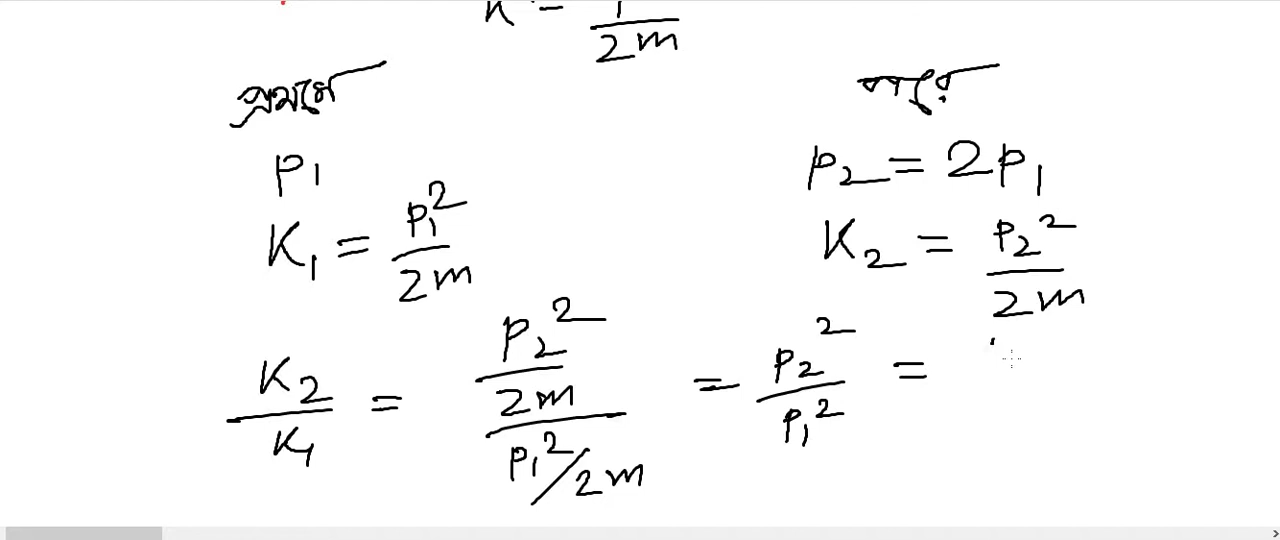 K = 1/2m
প্রথমে পরে
P₁ P₂ = 2P₁
K₁ = P₁²/2m K₂ = P₂²/2m
K₂/K₁ = (P₂²/2m)/(P₁²/2m) = P₂²/P₁² =